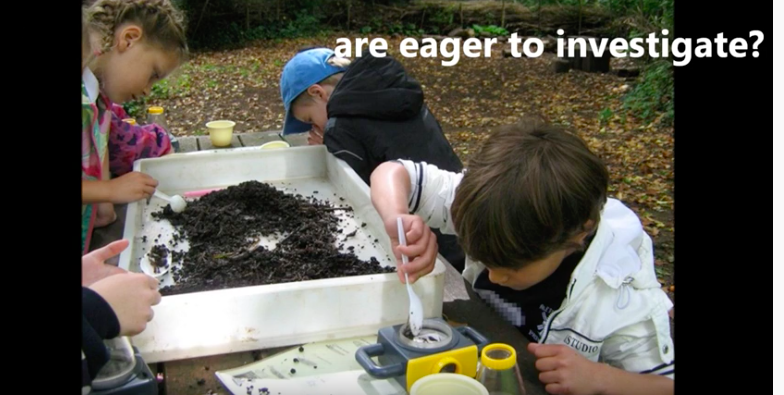 are eager to investigate?
STUDIO